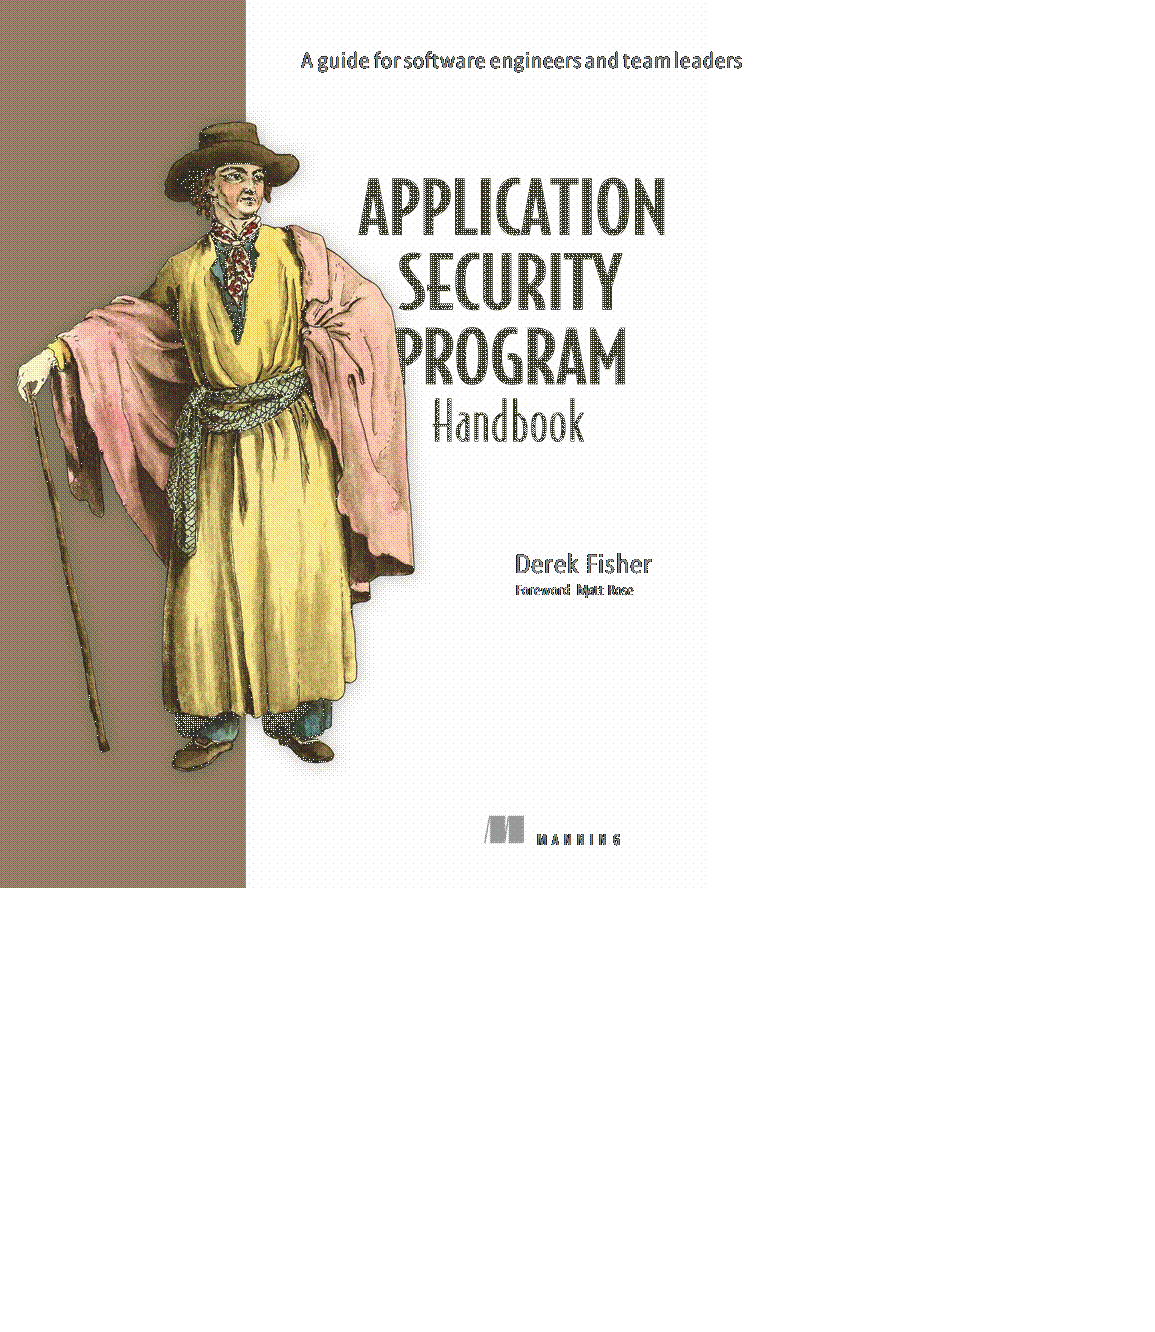 A guide for software engineers and team leaders
APPLICATION
SECURITY
PROGRAM
Handbook
Derek Fisher
Foreword Matt Rose
MANNING